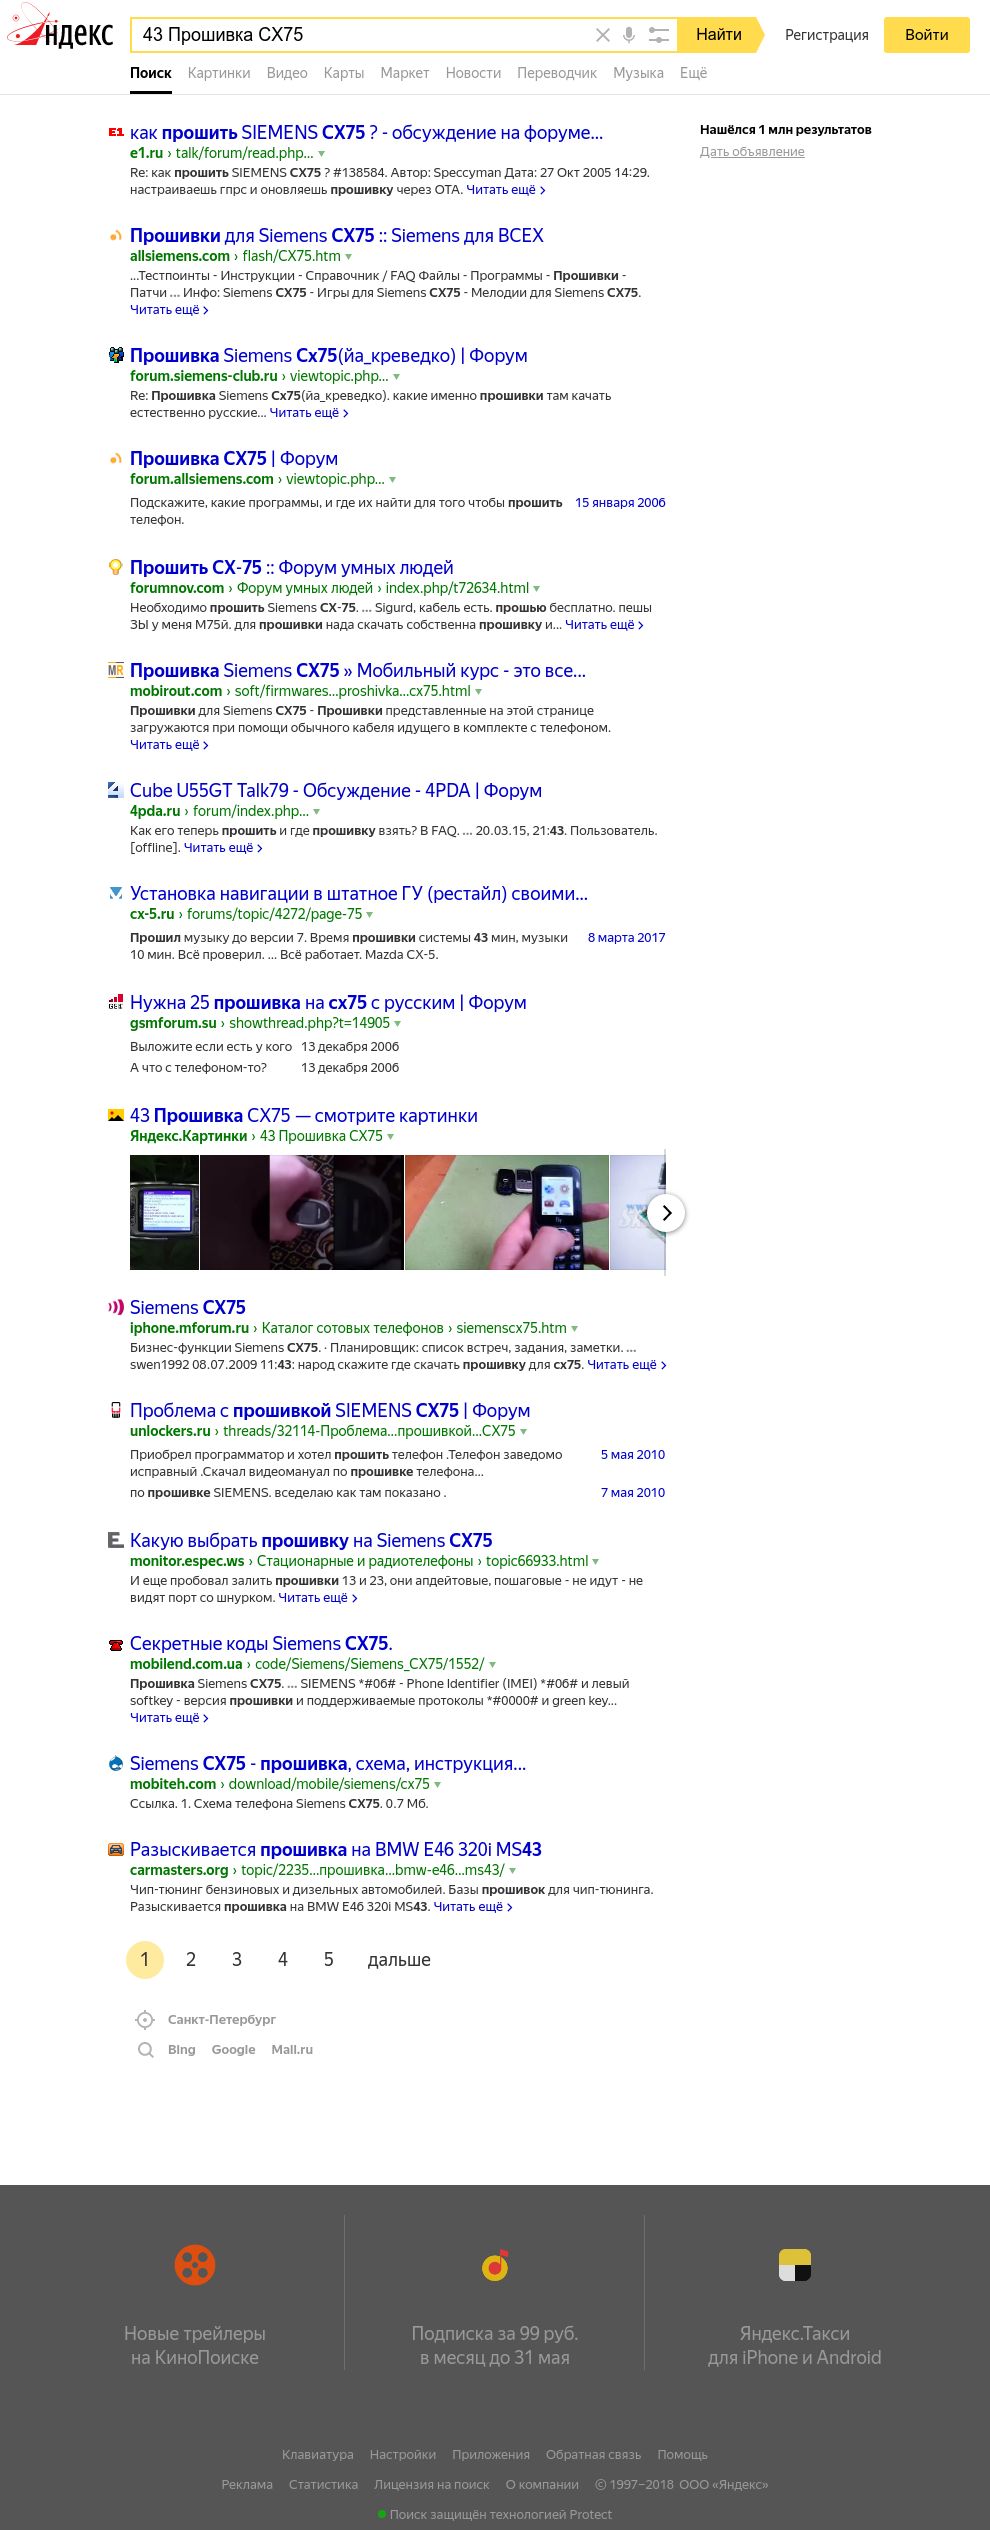 Яндекс
43 Прошивка CX75
Найти
Регистрация
Войти
Поиск Картинки Видео Карты Маркет Новости Переводчик Музыка Ещё
Нашёлся 1 млн результатов
Дать объявление
E1 как прошить SIEMENS CX75 ? - обсуждение на форуме...
e1.ru › talk/forum/read.php...
Re: как прошить SIEMENS CX75 ? #138584. Автор: Speccyman Дата: 27 Окт 2005 14:29.
настраиваешь гпрс и оновляешь прошивку через ОТА. Читать ещё ›
Прошивки для Siemens CX75 :: Siemens для ВСЕХ
allsiemens.com › flash/CX75.htm
...Тестпоинты - Инструкции - Справочник / FAQ Файлы - Программы - Прошивки -
Патчи ... Инфо: Siemens CX75 - Игры для Siemens CX75 - Мелодии для Siemens CX75.
Читать ещё ›
Прошивка Siemens Cx75(йа_креведко) | Форум
forum.siemens-club.ru › viewtopic.php...
Re: Прошивка Siemens Cx75(йа_креведко). какие именно прошивки там качать
естественно русские... Читать ещё ›
Прошивка CX75 | Форум
forum.allsiemens.com › viewtopic.php...
Подскажите, какие программы, и где их найти для того чтобы прошить 15 января 2006
телефон.
Прошить CX-75 :: Форум умных людей
forumnov.com › Форум умных людей › index.php/t72634.html
Необходимо прошить Siemens CX-75. ... Sigurd, кабель есть. прошью бесплатно. пешы
ЗЫ у меня М75й. для прошивки нада скачать собственна прошивку и... Читать ещё ›
MR Прошивка Siemens CX75 » Мобильный курс - это все...
mobirout.com › soft/firmwares...proshivka...cx75.html
Прошивки для Siemens CX75 - Прошивки представленные на этой странице
загружаются при помощи обычного кабеля идущего в комплекте с телефоном.
Читать ещё ›
Cube U55GT Talk79 - Обсуждение - 4PDA | Форум
4pda.ru › forum/index.php...
Как его теперь прошить и где прошивку взять? В FAQ. ... 20.03.15, 21:43. Пользователь.
[offline]. Читать ещё ›
Установка навигации в штатное ГУ (рестайл) своими...
cx-5.ru › forums/topic/4272/page-75
Прошил музыку до версии 7. Время прошивки системы 43 мин, музыки 8 марта 2017
10 мин. Всё проверил. ... Всё работает. Mazda CX-5.
Нужна 25 прошивка на cx75 с русским | Форум
gsmforum.su › showthread.php?t=14905
Выложите если есть у кого 13 декабря 2006
А что с телефоном-то? 13 декабря 2006
43 Прошивка CX75 — смотрите картинки
Яндекс.Картинки › 43 Прошивка CX75
Siemens CX75
iphone.mforum.ru › Каталог сотовых телефонов › siemenscx75.htm
Бизнес-функции Siemens CX75. · Планировщик: список встреч, задания, заметки. ...
swen1992 08.07.2009 11:43: народ скажите где скачать прошивку для cx75. Читать ещё ›
Проблема с прошивкой SIEMENS CX75 | Форум
unlockers.ru › threads/32114-Проблема...прошивкой...CX75
Приобрел программатор и хотел прошить телефон .Телефон заведомо 5 мая 2010
исправный .Скачал видеомануал по прошивке телефона...
по прошивке SIEMENS. вседелаю как там показано . 7 мая 2010
E. Какую выбрать прошивку на Siemens CX75
monitor.espec.ws › Стационарные и радиотелефоны › topic66933.html
И еще пробовал залить прошивки 13 и 23, они апдейтовые, пошаговые - не идут - не
видят порт со шнурком. Читать ещё ›
Секретные коды Siemens CX75.
mobilend.com.ua › code/Siemens/Siemens_CX75/1552/
Прошивка Siemens CX75. ... SIEMENS *#06# - Phone Identifier (IMEI) *#06# и левый
softkey - версия прошивки и поддерживаемые протоколы *#0000# и green key...
Читать ещё ›
Siemens CX75 - прошивка, схема, инструкция...
mobiteh.com › download/mobile/siemens/cx75
Ссылка. 1. Схема телефона Siemens CX75. 0.7 Мб.
Разыскивается прошивка на BMW E46 320i MS43
carmasters.org › topic/2235...прошивка...bmw-e46...ms43/
Чип-тюнинг бензиновых и дизельных автомобилей. Базы прошивок для чип-тюнинга.
Разыскивается прошивка на BMW E46 320i MS43. Читать ещё ›
1 2 3 4 5 дальше
Санкт-Петербург
Bing Google Mail.ru
Новые трейлеры
на КиноПоиске
Подписка за 99 руб.
в месяц до 31 мая
Яндекс.Такси
для iPhone и Android
Клавиатура Настройки Приложения Обратная связь Помощь
Реклама Статистика Лицензия на поиск О компании © 1997–2018 ООО «Яндекс»
Поиск защищён технологией Protect